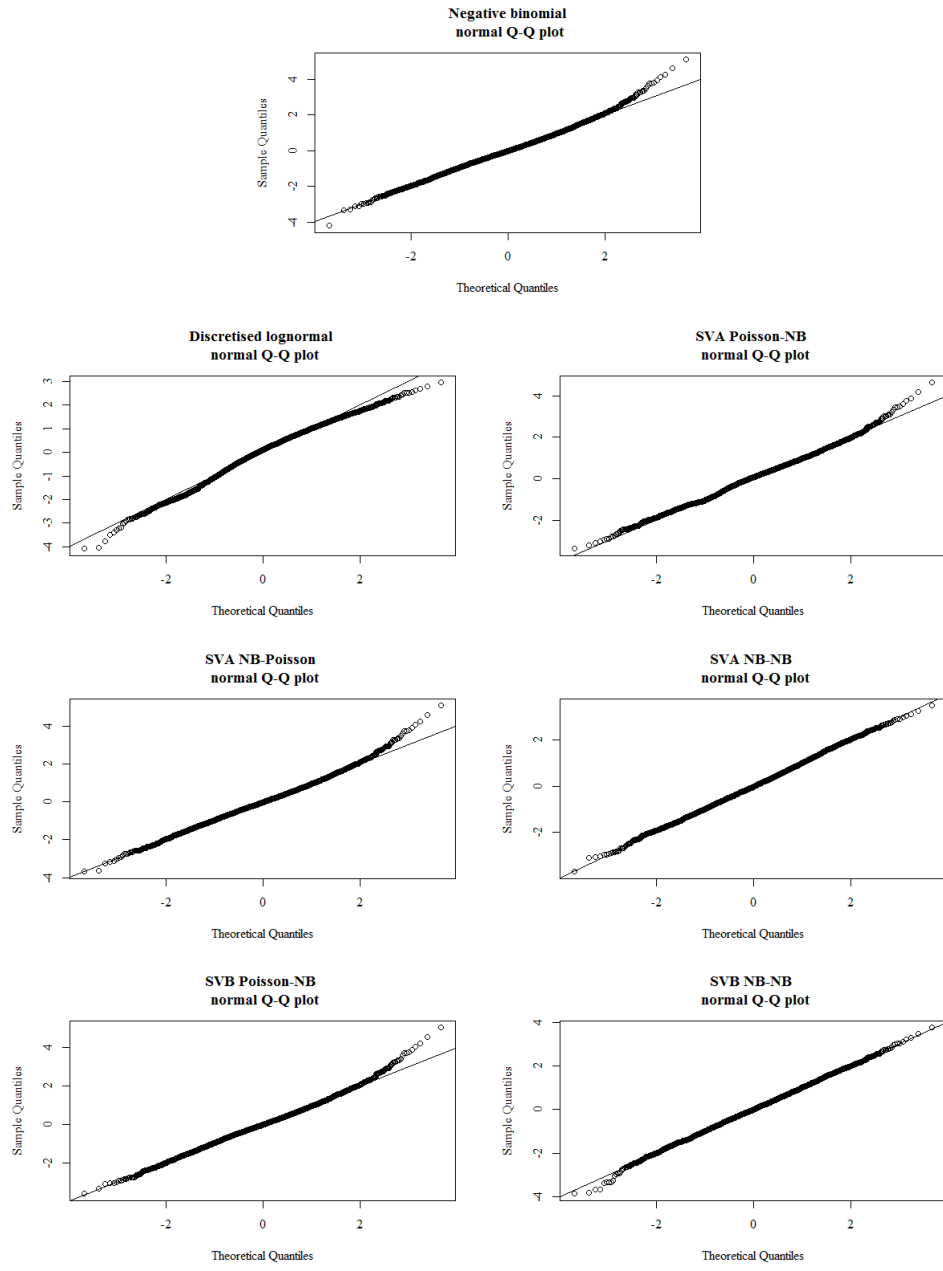 Negative binomial
normal Q-Q plot
Sample Quantiles
4
2
0
-2
-4
-2
0
2
Theoretical Quantiles
Discretised lognormal
normal Q-Q plot
Sample Quantiles
3
2
1
0
-1
-2
-3
-4
-2
0
2
Theoretical Quantiles
SVA Poisson-NB
normal Q-Q plot
Sample Quantiles
4
2
0
-2
-2
0
2
Theoretical Quantiles
SVA NB-Poisson
normal Q-Q plot
Sample Quantiles
4
2
0
-2
-4
-2
0
2
Theoretical Quantiles
SVA NB-NB
normal Q-Q plot
Sample Quantiles
2
0
-2
-2
0
2
Theoretical Quantiles
SVB Poisson-NB
normal Q-Q plot
Sample Quantiles
4
2
0
-2
-2
0
2
Theoretical Quantiles
SVB NB-NB
normal Q-Q plot
Sample Quantiles
4
2
0
-2
-4
-2
0
2
Theoretical Quantiles